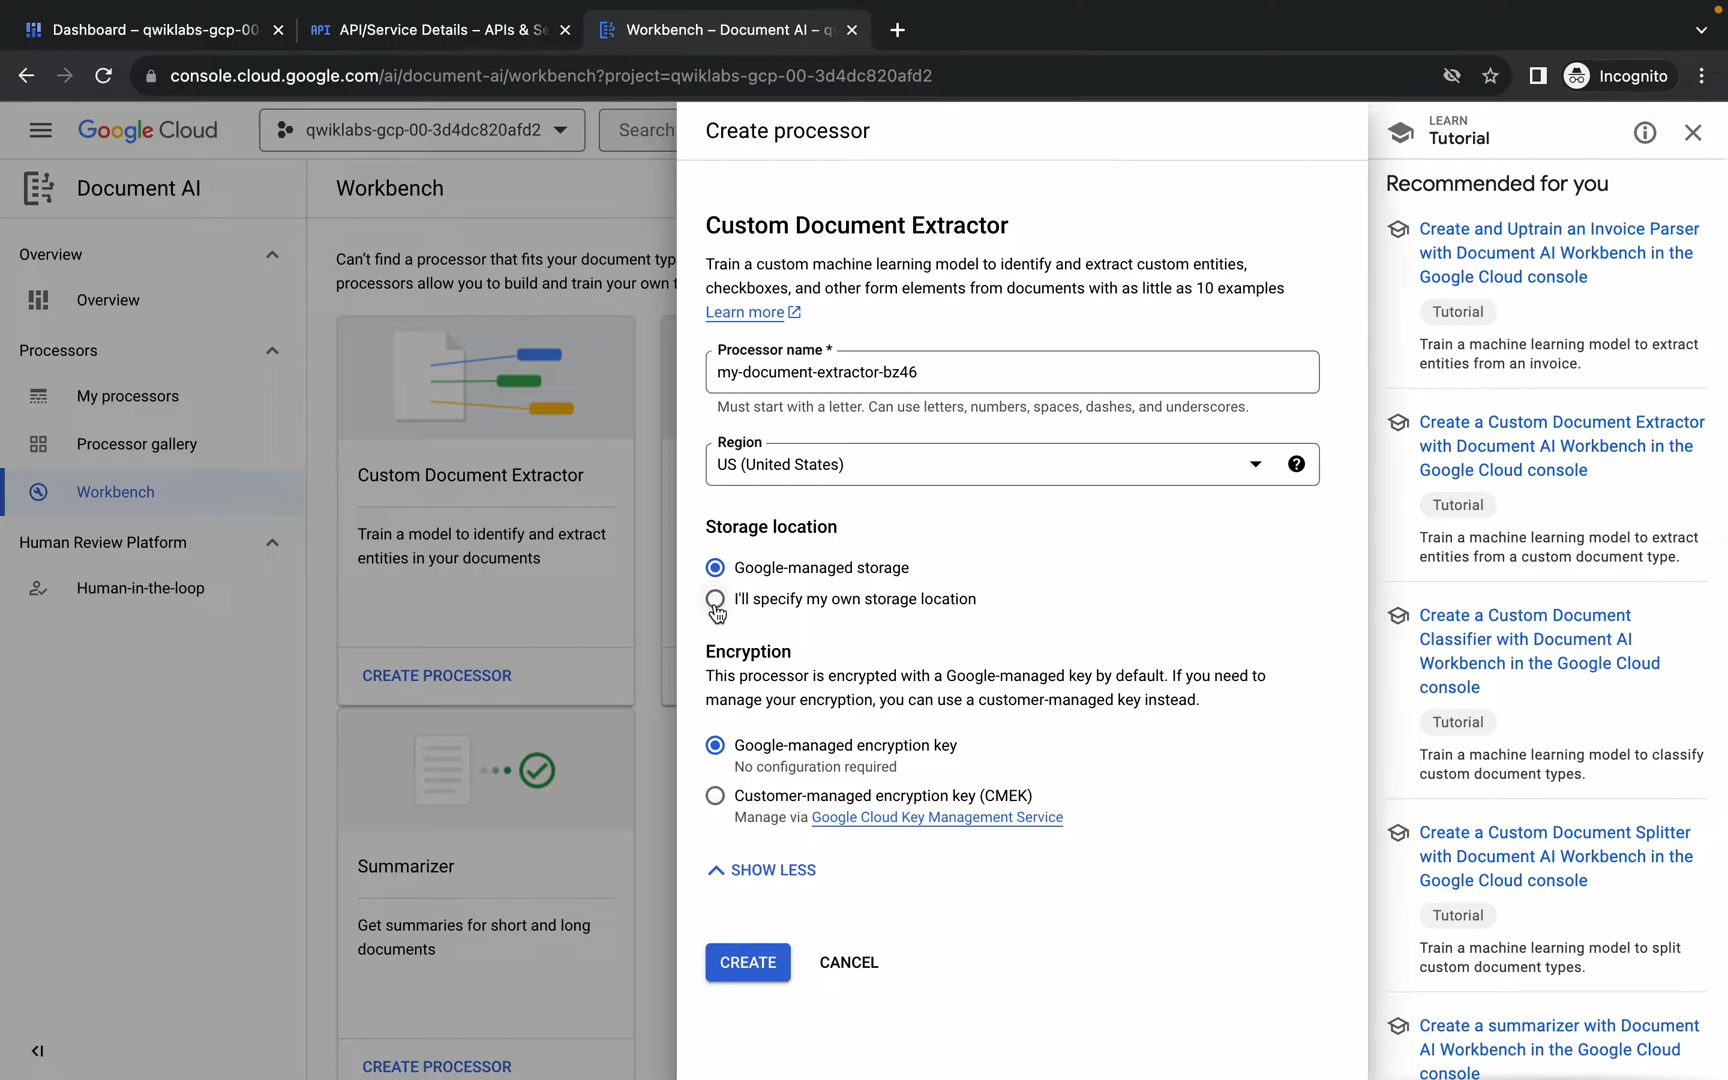 Dashboard – qwiklabs-gcp-00
API API/Service Details – APIs & Se
Workbench – Document AI – q
console.cloud.google.com/ai/document-ai/workbench?project=qwiklabs-gcp-00-3d4dc820afd2
Incognito
Google Cloud
qwiklabs-gcp-00-3d4dc820afd2
Search
Document AI
Overview
Overview
Processors
My processors
Processor gallery
Workbench
Human Review Platform
Human-in-the-loop
Workbench
Can't find a processor that fits your document typ
processors allow you to build and train your own t
Custom Document Extractor
Train a model to identify and extract
entities in your documents
CREATE PROCESSOR
Summarizer
Get summaries for short and long
documents
CREATE PROCESSOR
Create processor
Custom Document Extractor
Train a custom machine learning model to identify and extract custom entities,
checkboxes, and other form elements from documents with as little as 10 examples
Learn more
Processor name *
my-document-extractor-bz46
Must start with a letter. Can use letters, numbers, spaces, dashes, and underscores.
Region
US (United States)
Storage location
Google-managed storage
I'll specify my own storage location
Encryption
This processor is encrypted with a Google-managed key by default. If you need to
manage your encryption, you can use a customer-managed key instead.
Google-managed encryption key
No configuration required
Customer-managed encryption key (CMEK)
Manage via Google Cloud Key Management Service
SHOW LESS
CREATE
CANCEL
LEARN
Tutorial
Recommended for you
Create and Uptrain an Invoice Parser
with Document AI Workbench in the
Google Cloud console
Tutorial
Train a machine learning model to extract
entities from an invoice.
Create a Custom Document Extractor
with Document AI Workbench in the
Google Cloud console
Tutorial
Train a machine learning model to extract
entities from a custom document type.
Create a Custom Document
Classifier with Document AI
Workbench in the Google Cloud
console
Tutorial
Train a machine learning model to classify
custom document types.
Create a Custom Document Splitter
with Document AI Workbench in the
Google Cloud console
Tutorial
Train a machine learning model to split
custom document types.
Create a summarizer with Document
AI Workbench in the Google Cloud
console